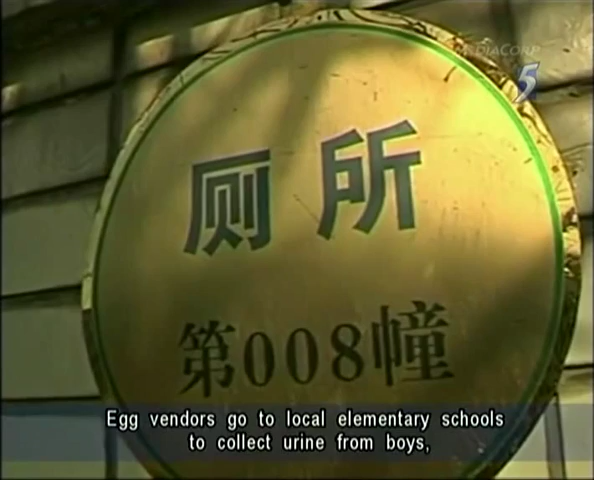 MEDIACORP
5
厕所
第008幢
Egg vendors go to local elementary schools
to collect urine from boys,